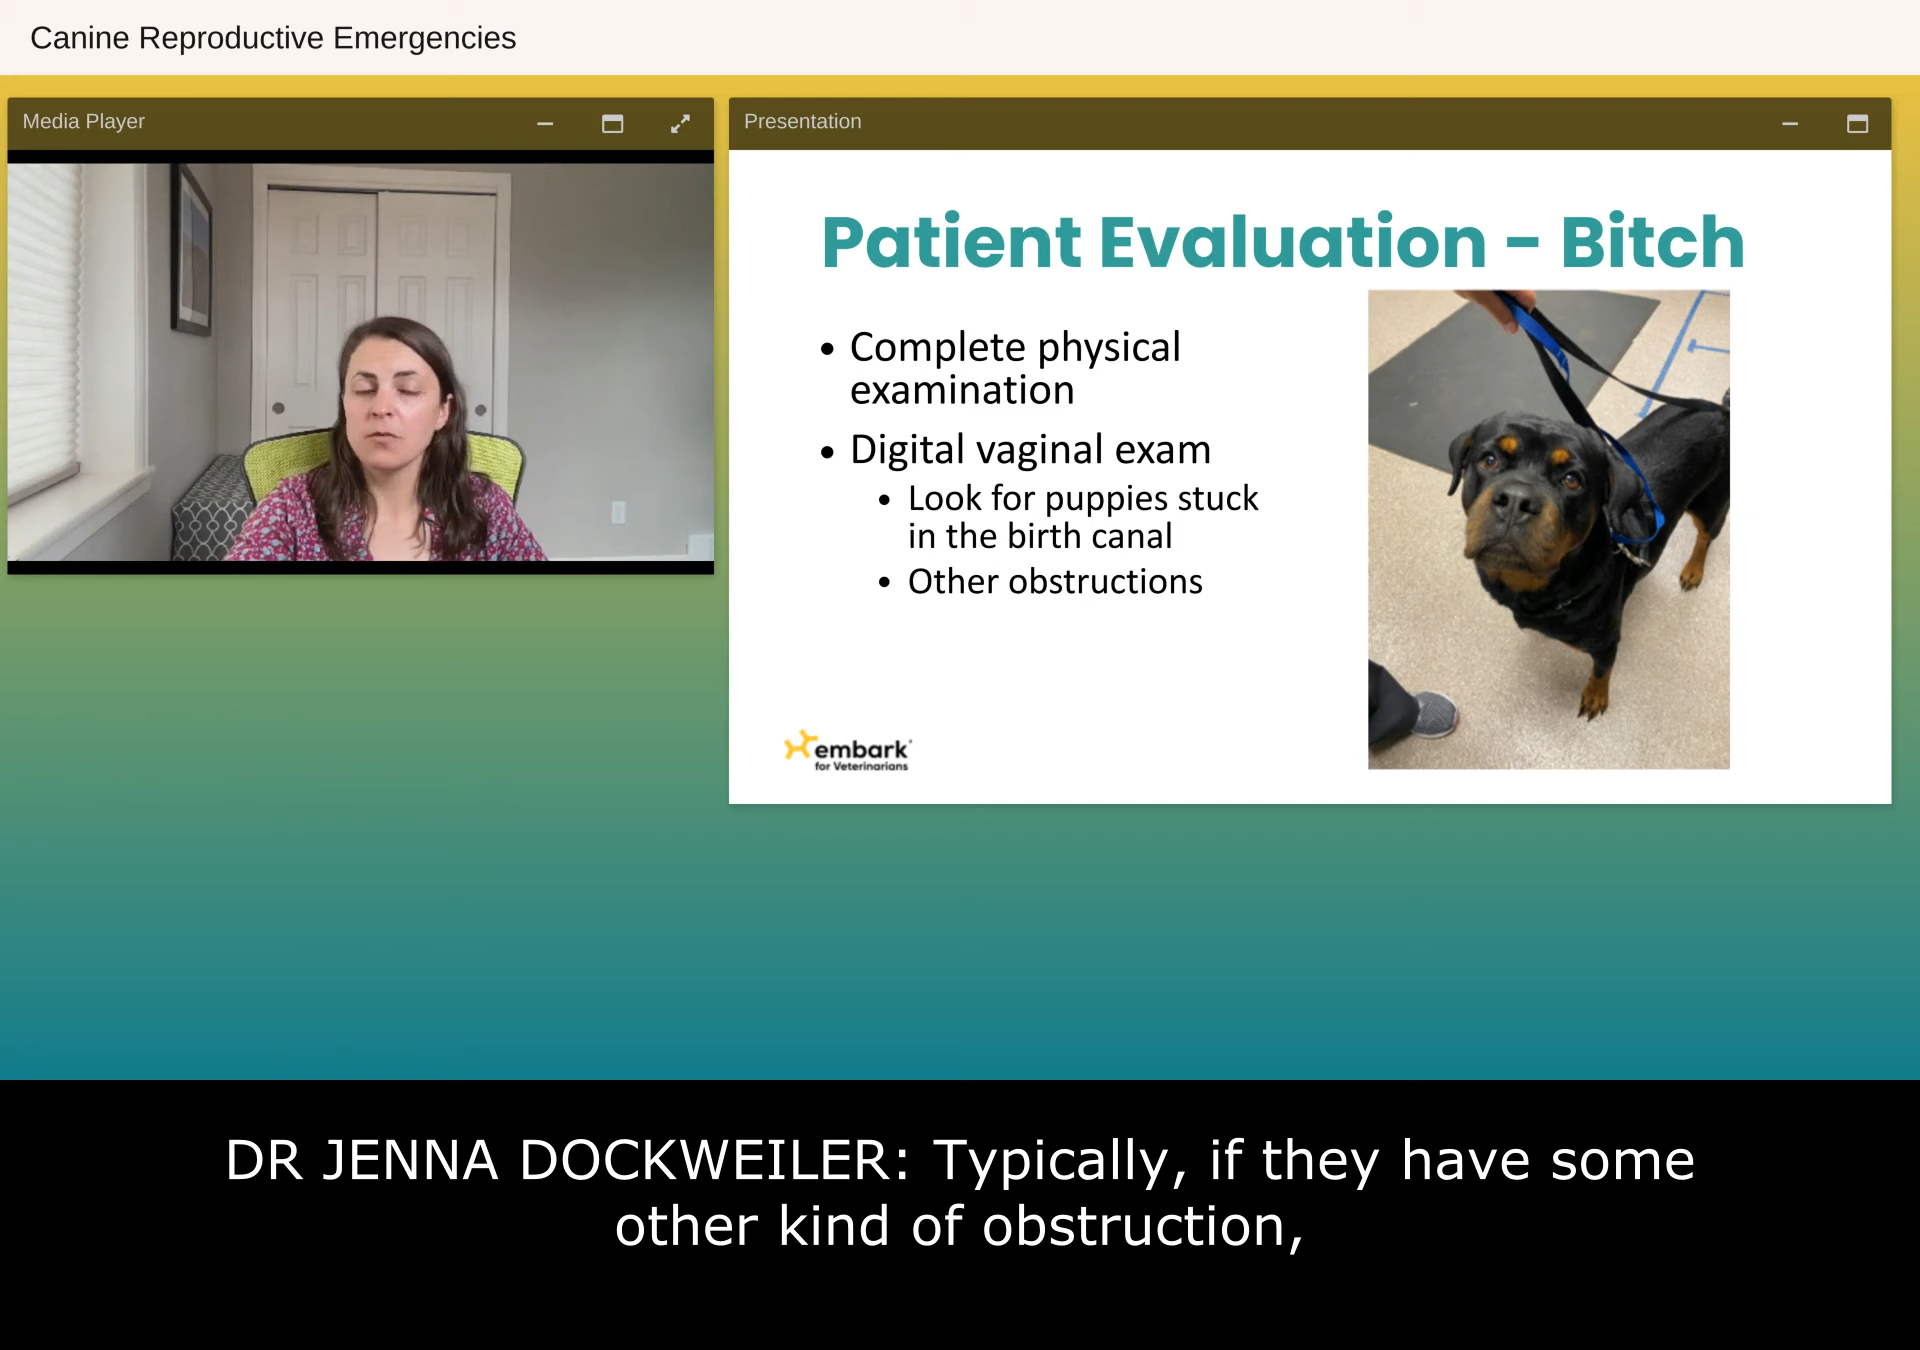 Canine Reproductive Emergencies
Media Player
Presentation
Patient Evaluation - Bitch
• Complete physical
examination
• Digital vaginal exam
• Look for puppies stuck
in the birth canal
• Other obstructions
embark
for Veterinarians
DR JENNA DOCKWEILER: Typically, if they have some
other kind of obstruction,